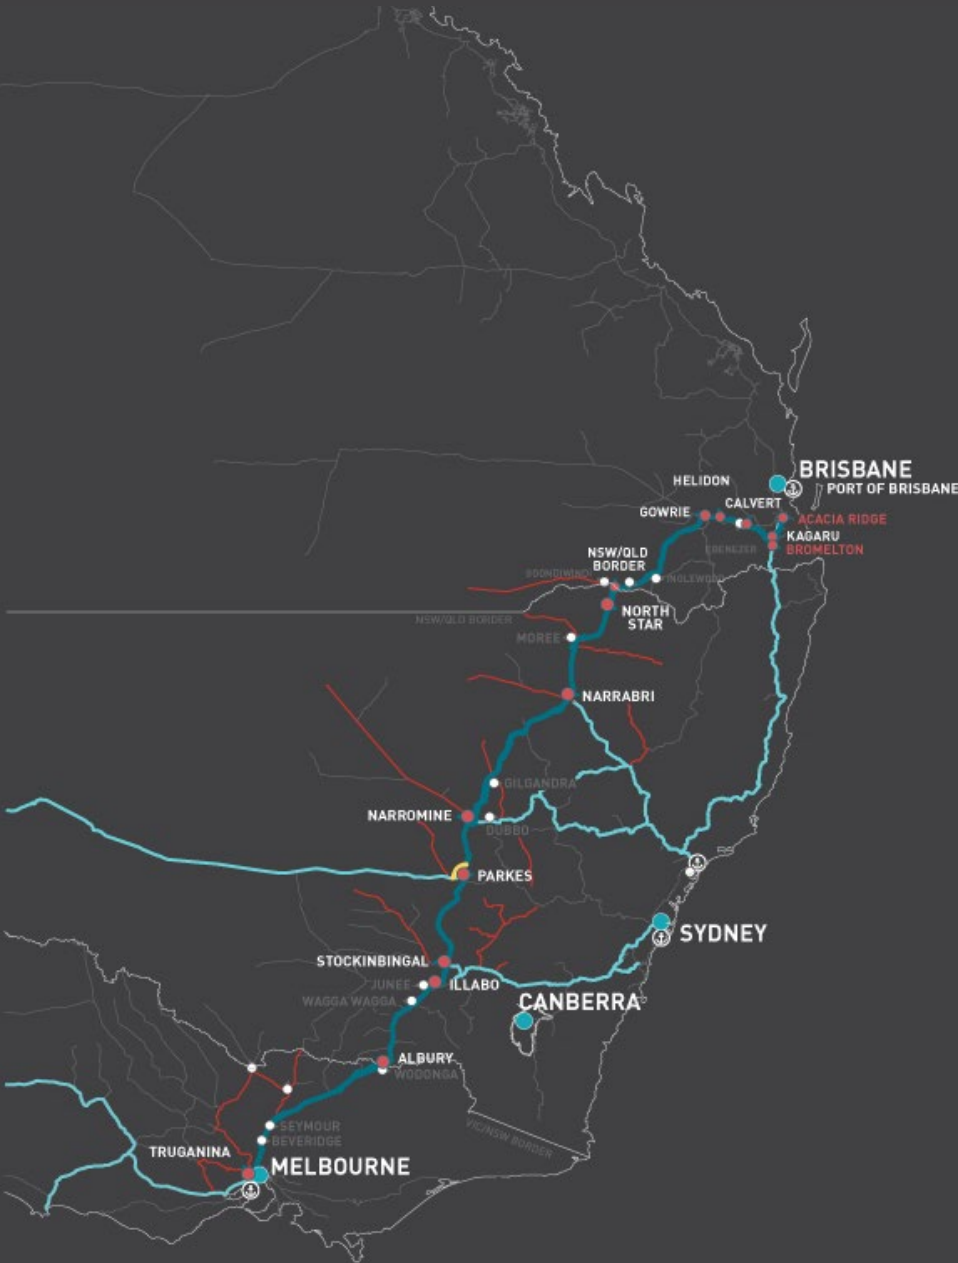 BRISBANE
HELIDON
PORT OF BRISBANE
CALVERT
GOWRIE
ACACIA RIDGE
KAGARU
EBENEZER
BROMELTON
NSW/QLD
BORDER
GOONDIWINDI
INGLEWOOD
NORTH
STAR
NSW/QLD BORDER
MOREE
NARRABRI
GILGANDRA
NARROMINE
DUBBO
PARKES
SYDNEY
STOCKINBINGAL
JUNEE
ILLABO
WAGGA WAGGA
CANBERRA
ALBURY
WODONGA
SEYMOUR
BEVERIDGE
VIC/NSW BORDER
TRUGANINA
MELBOURNE